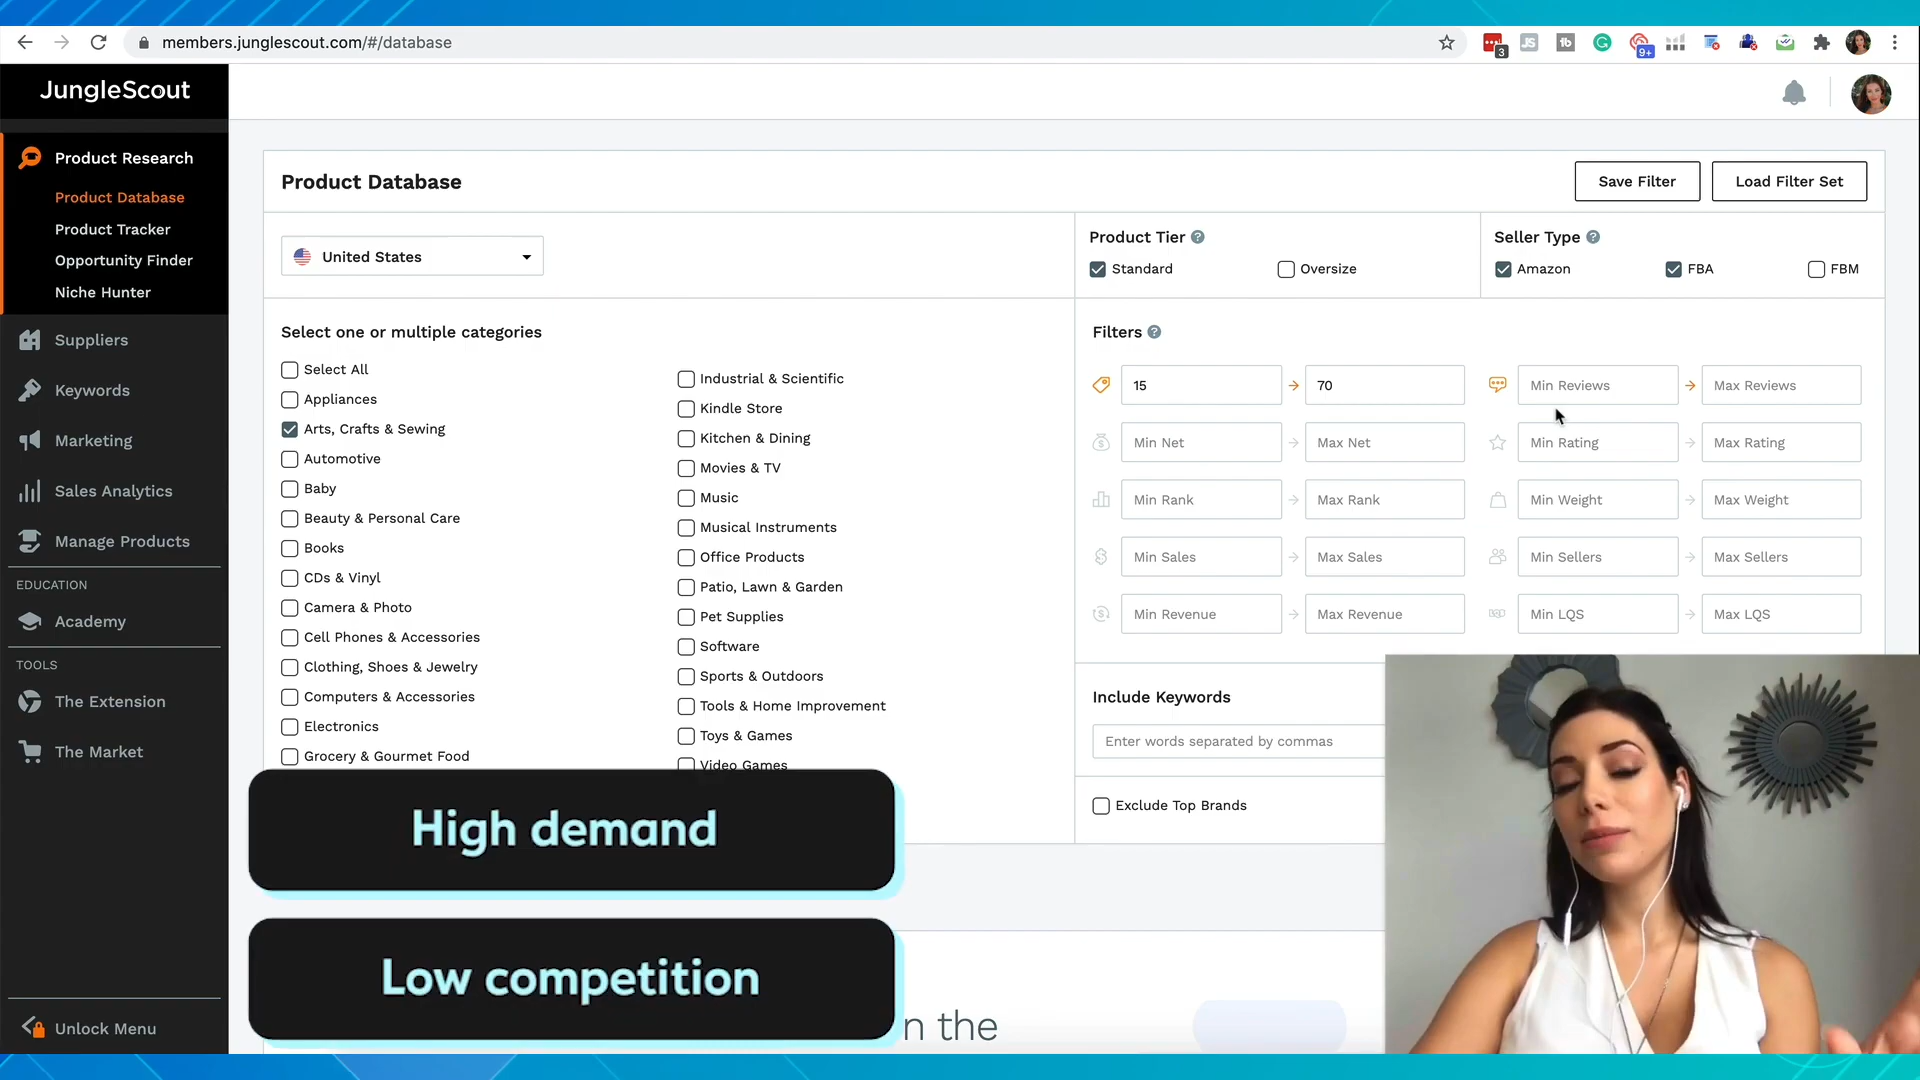 members.junglescout.com/#/database
3
JS
fb
9+
JungleScout
Product Research
Product Database
Product Tracker
Opportunity Finder
Niche Hunter
Suppliers
Keywords
Marketing
Sales Analytics
Manage Products
EDUCATION
Academy
TOOLS
The Extension
The Market
Unlock Menu
Product Database
Save Filter
Load Filter Set
United States
Product Tier ?
Standard
Oversize
Seller Type ?
Amazon
FBA
FBM
Select one or multiple categories
Select All
Appliances
Arts, Crafts & Sewing
Automotive
Baby
Beauty & Personal Care
Books
CDs & Vinyl
Camera & Photo
Cell Phones & Accessories
Clothing, Shoes & Jewelry
Computers & Accessories
Electronics
Grocery & Gourmet Food
Industrial & Scientific
Kindle Store
Kitchen & Dining
Movies & TV
Music
Musical Instruments
Office Products
Patio, Lawn & Garden
Pet Supplies
Software
Sports & Outdoors
Tools & Home Improvement
Toys & Games
Video Games
Filters ?
15
70
Min Reviews
Max Reviews
Min Net
Max Net
Min Rating
Max Rating
Min Rank
Max Rank
Min Weight
Max Weight
Min Sales
Max Sales
Min Sellers
Max Sellers
Min Revenue
Max Revenue
Min LQS
Max LQS
Include Keywords
Enter words separated by commas
Exclude Top Brands
High demand
Low competition
n the